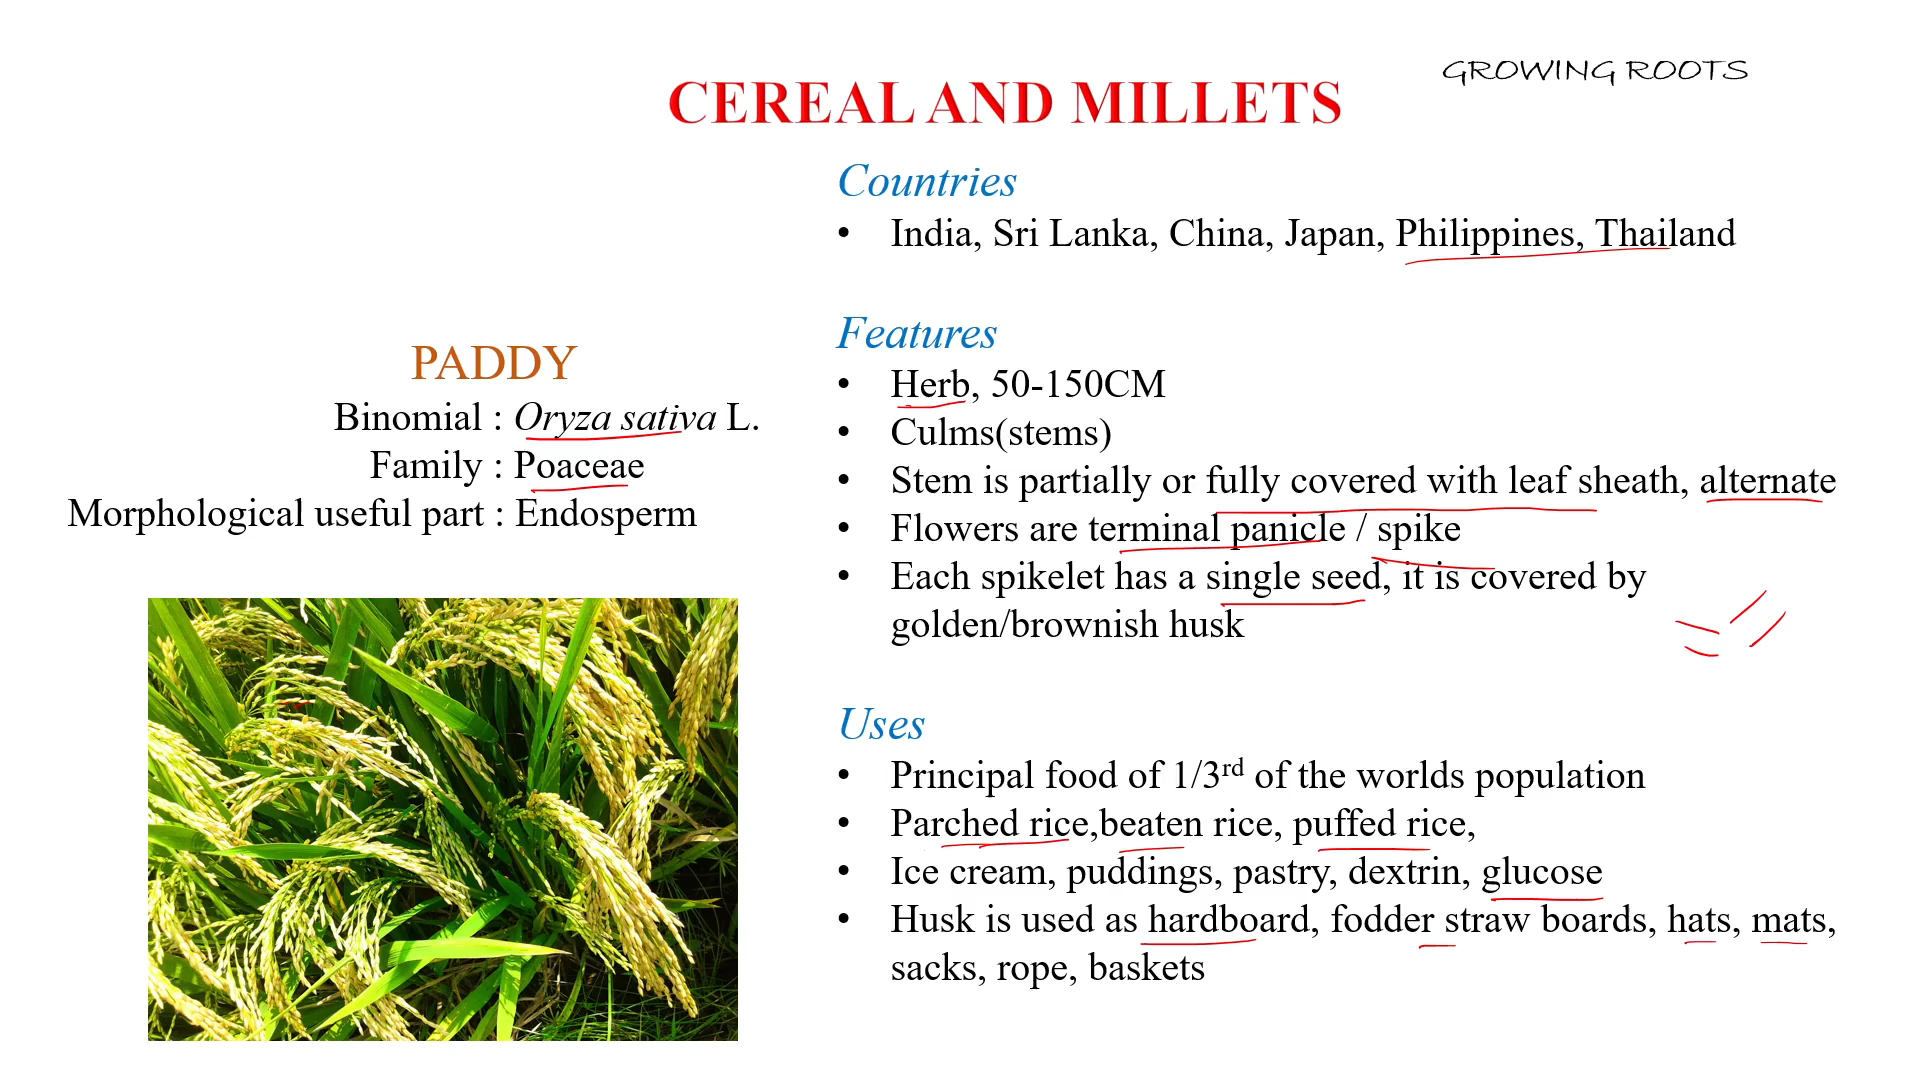 GROWING ROOTS
CEREAL AND MILLETS
PADDY
Binomial : Oryza sativa L.
Family : Poaceae
Morphological useful part : Endosperm
Countries
• India, Sri Lanka, China, Japan, Philippines, Thailand
Features
• Herb, 50-150CM
• Culms(stems)
• Stem is partially or fully covered with leaf sheath, alternate
• Flowers are terminal panicle / spike
• Each spikelet has a single seed, it is covered by
golden/brownish husk
Uses
• Principal food of 1/3rd of the worlds population
• Parched rice,beaten rice, puffed rice,
• Ice cream, puddings, pastry, dextrin, glucose
• Husk is used as hardboard, fodder straw boards, hats, mats,
sacks, rope, baskets